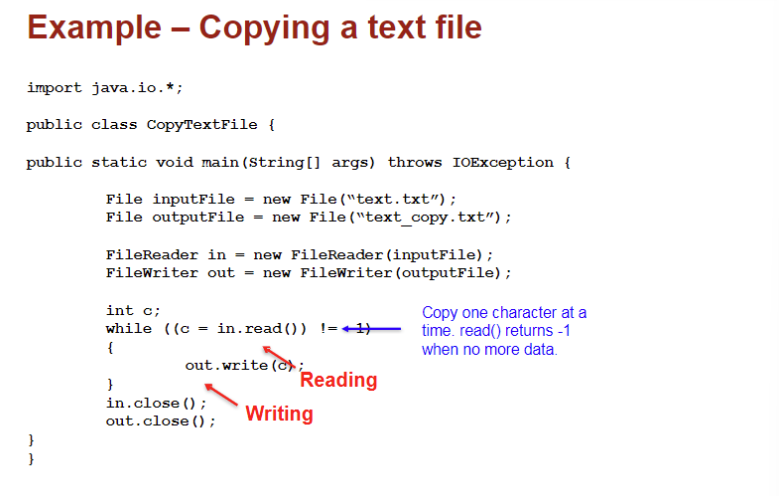 Example – Copying a text file
import java.io.*;
public class CopyTextFile {
public static void main(String[] args) throws IOException {
File inputFile = new File(“text.txt”);
File outputFile = new File(“text_copy.txt”);
FileReader in = new FileReader(inputFile);
FileWriter out = new FileWriter(outputFile);
int c;
while ((c = in.read()) != -1)
Copy one character at a
time. read() returns -1
when no more data.
{
out.write(c);
Reading
}
Writing
in.close();
out.close();
}
}